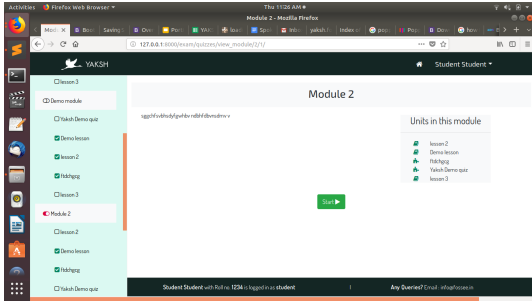 Activities
Firefox Web Browser
Thu 11:26 AM
Module 2 - Mozilla Firefox
127.0.0.1:8000/exam/quizzes/view_module/2/1/
YAKSH
Student Student
lesson 3
Demo module
Yaksh Demo quiz
Demo lesson
lesson 2
lesson 3
Module 2
lesson 2
Demo lesson
Yaksh Demo quiz
Module 2
Start
Units in this module
lesson 2
Demo lesson
Yaksh Demo quiz
lesson 3
Student Student with Roll no. 1234 is logged in as student
|
Any Queries? Email : info@fossee.in